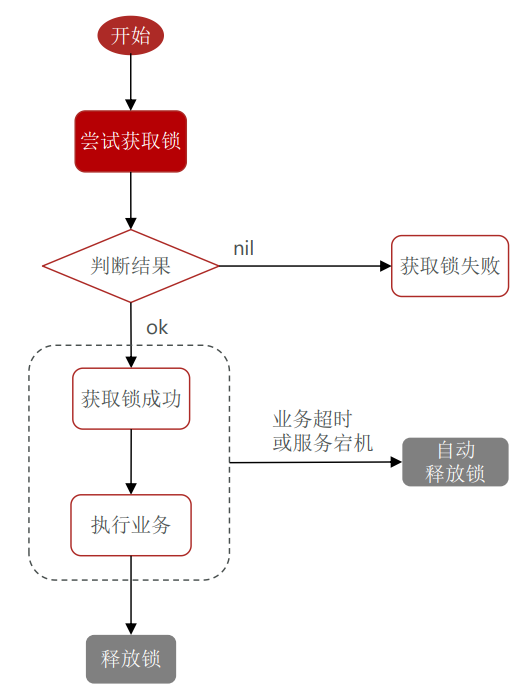 开始
尝试获取锁
判断结果
nil
获取锁失败
ok
获取锁成功
业务超时
或服务宕机
自动
释放锁
执行业务
释放锁